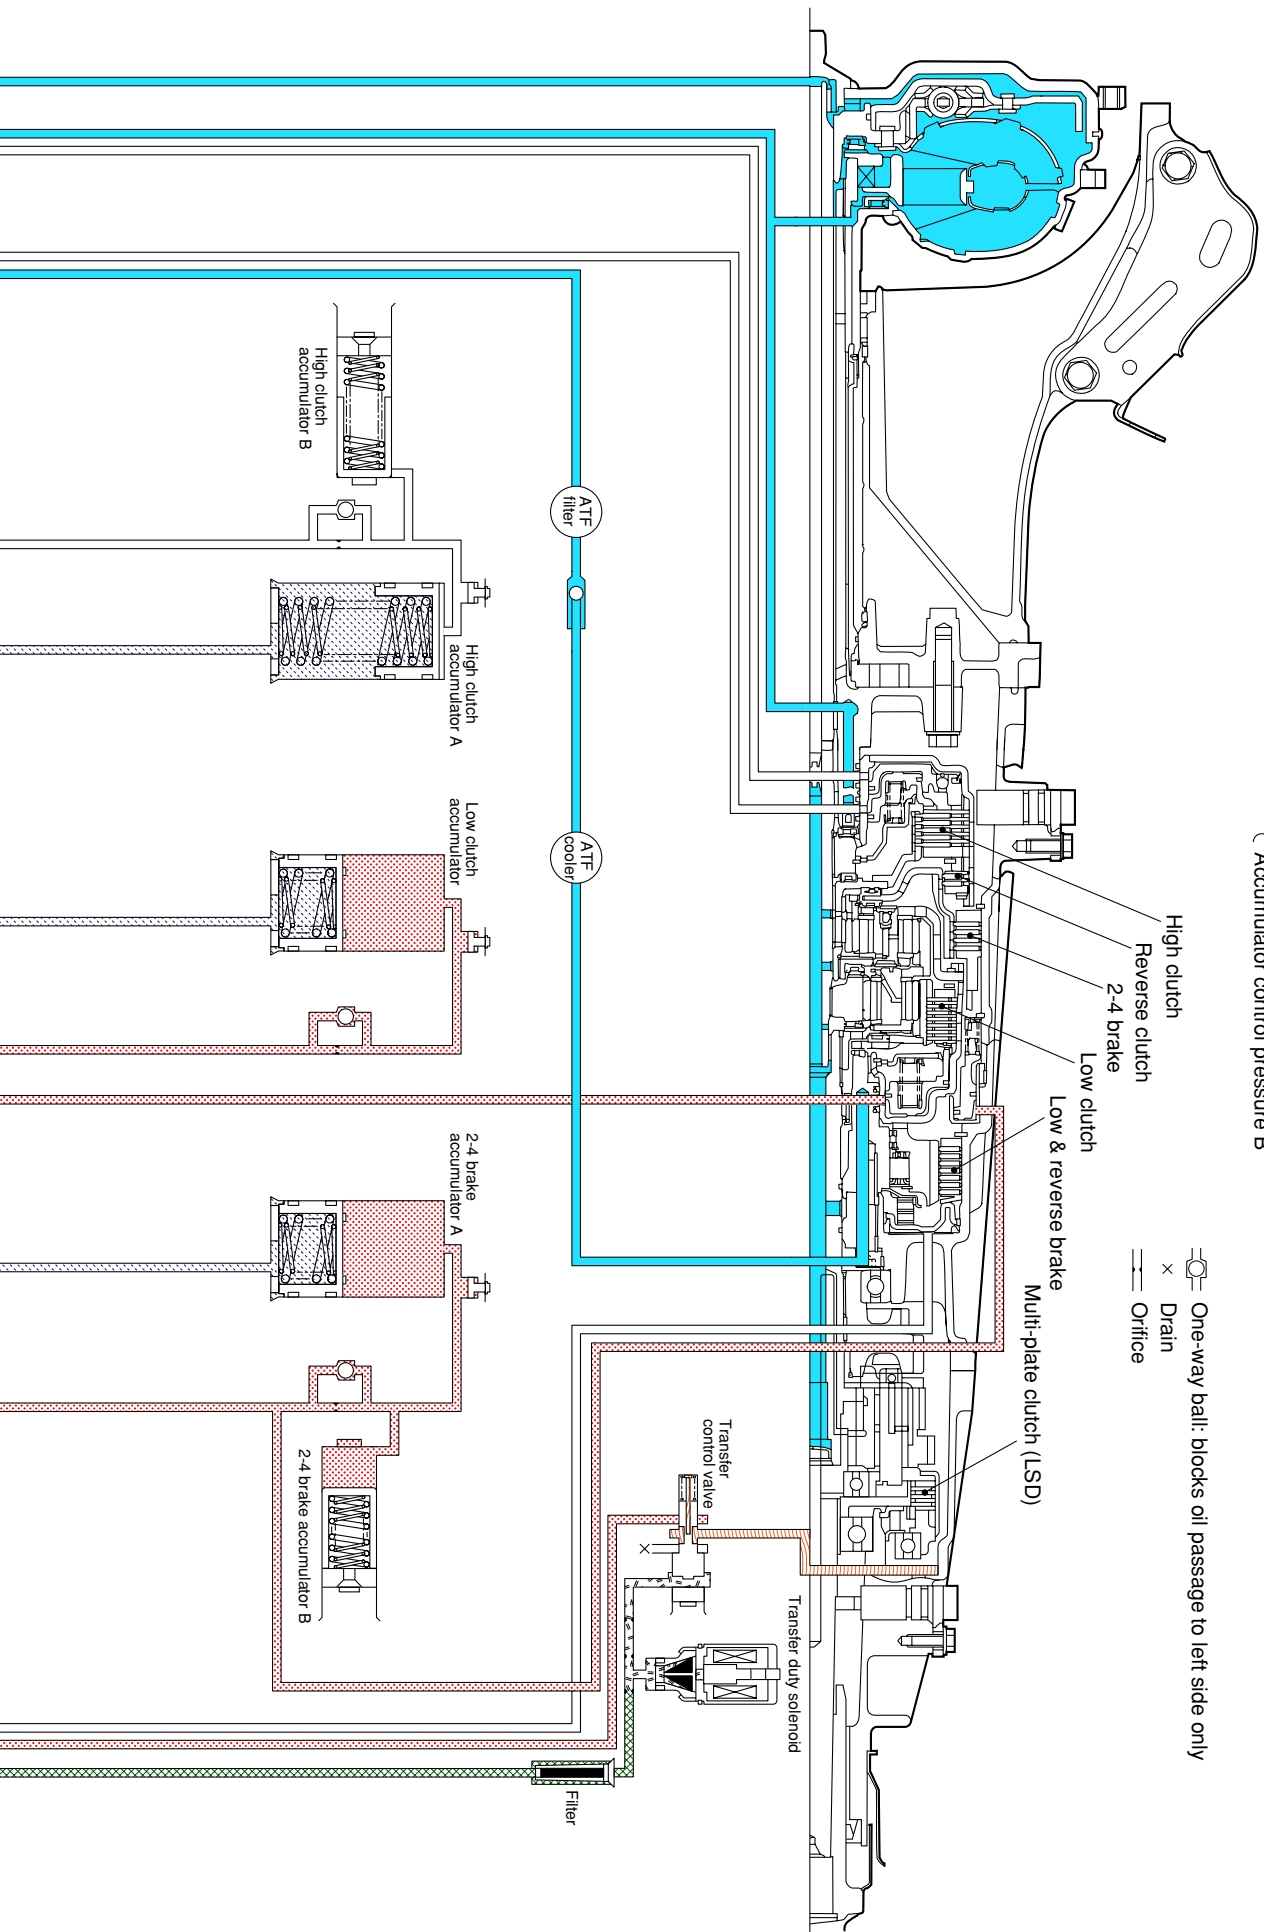 Accumulator control pressure B
One-way ball: blocks oil passage to left side only
× Drain
Orifice
High clutch
Reverse clutch
2-4 brake
Low clutch
Low & reverse brake
Multi-plate clutch (LSD)
Transfer duty solenoid
Transfer
control valve
ATF
filter
ATF
cooler
Filter
High clutch
accumulator A
Low clutch
accumulator
2-4 brake
accumulator A
High clutch
accumulator B
2-4 brake accumulator B